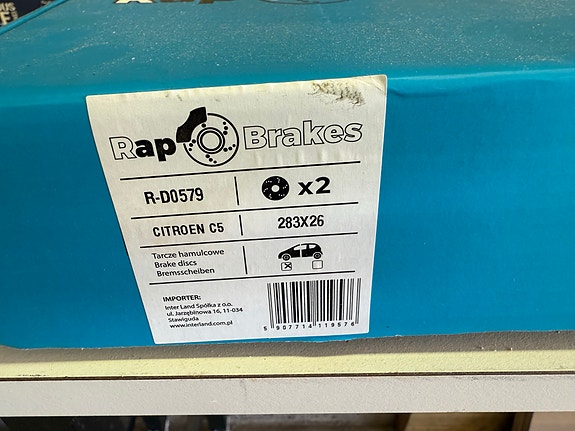 Rap Brakes
R-D0579
x2
CITROEN C5
283X26
Tarcze hamulcowe
Brake discs
Bremsscheiben
IMPORTER:
Inter Land Spółka z o.o.
ul. Jarzębinowa 16, 11-034
Stawiguda
www.interland.com.pl
5 907714 119576